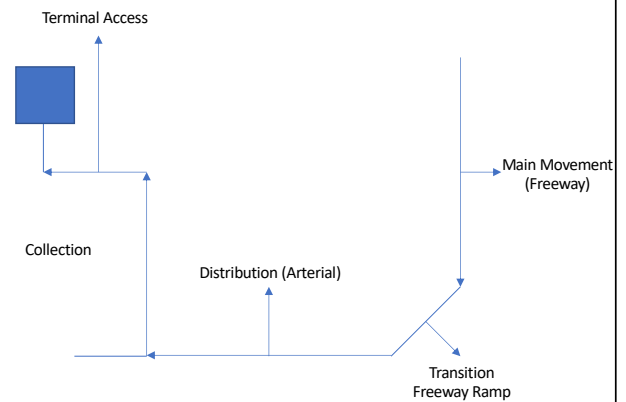 Terminal Access
Main Movement
(Freeway)
Collection
Distribution (Arterial)
Transition
Freeway Ramp